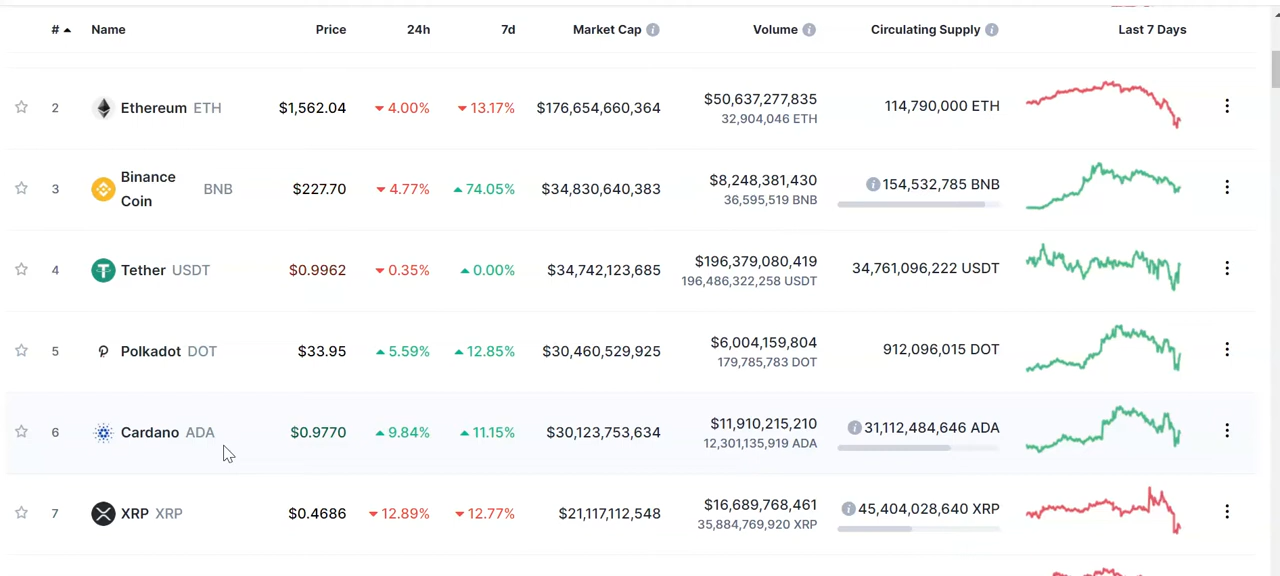 # Name Price 24h 7d Market Cap Volume Circulating Supply Last 7 Days
2 Ethereum ETH $1,562.04 4.00% 13.17% $176,654,660,364 $50,637,277,835 114,790,000 ETH
32,904,046 ETH
3 Binance Coin BNB $227.70 4.77% 74.05% $34,830,640,383 $8,248,381,430 154,532,785 BNB
36,595,519 BNB
4 Tether USDT $0.9962 0.35% 0.00% $34,742,123,685 $196,379,080,419 34,761,096,222 USDT
196,486,322,258 USDT
5 Polkadot DOT $33.95 5.59% 12.85% $30,460,529,925 $6,004,159,804 912,096,015 DOT
179,785,783 DOT
6 Cardano ADA $0.9770 9.84% 11.15% $30,123,753,634 $11,910,215,210 31,112,484,646 ADA
12,301,135,919 ADA
7 XRP XRP $0.4686 12.89% 12.77% $21,117,112,548 $16,689,768,461 45,404,028,640 XRP
35,884,769,920 XRP